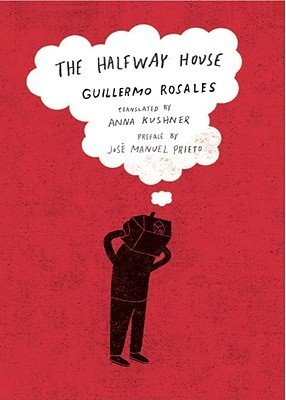 THE HALFWAY HOUSE
GUILLERMO ROSALES
TRANSLATED BY
ANNA KUSHNER
PREFACE BY
JOSÉ MANUEL PRIETO